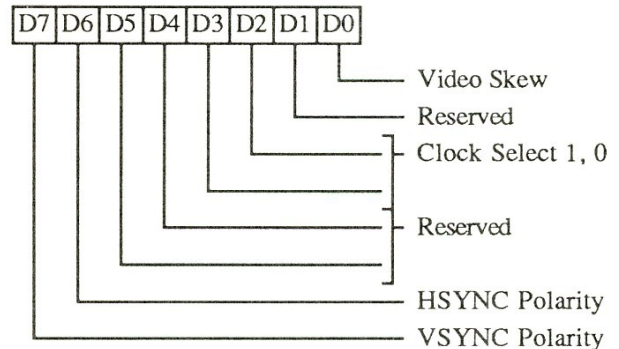 D7 D6 D5 D4 D3 D2 D1 D0
Video Skew
Reserved
Clock Select 1, 0
Reserved
HSYNC Polarity
VSYNC Polarity